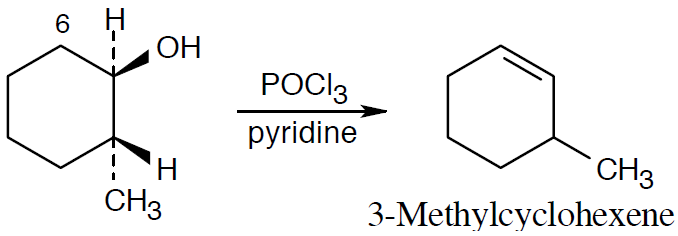 6 H
OH
H
CH3
POCl3
pyridine
CH3
3-Methylcyclohexene